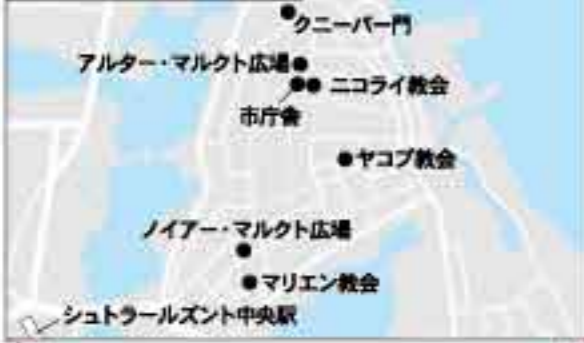 クニーパー門
アルター・マルクト広場
ニコライ教会
市庁舎
ヤコブ教会
ノイアー・マルクト広場
マリエン教会
シュトラールズント中央駅